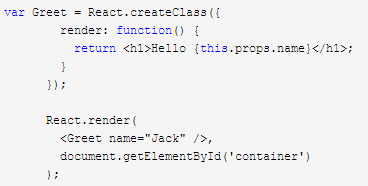 var Greet = React.createClass({
render: function() {
return <h1>Hello {this.props.name}</h1>;
}
});
React.render(
<Greet name="Jack" />,
document.getElementById('container')
);